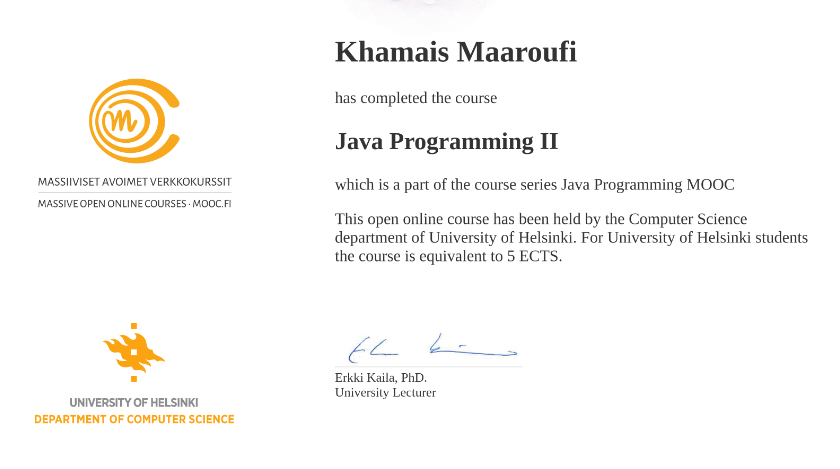 Khamais Maaroufi
has completed the course
Java Programming II
which is a part of the course series Java Programming MOOC
This open online course has been held by the Computer Science
department of University of Helsinki. For University of Helsinki students
the course is equivalent to 5 ECTS.
Erkki Kaila, PhD.
University Lecturer
m
MASSIIVISET AVOIMET VERKKOKURSSIT
MASSIVE OPEN ONLINE COURSES · MOOC.FI
UNIVERSITY OF HELSINKI
DEPARTMENT OF COMPUTER SCIENCE